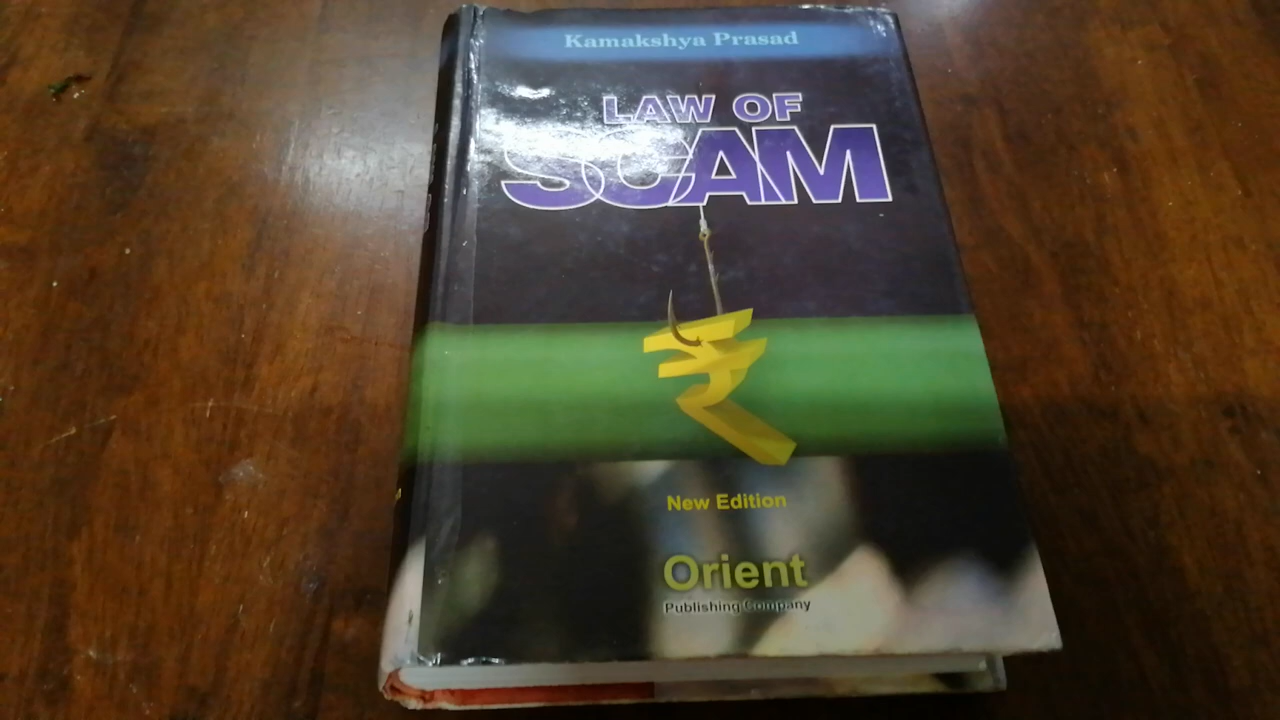 Kamakshya Prasad
LAW OF
SCAM
₹
New Edition
Orient
Publishing Company